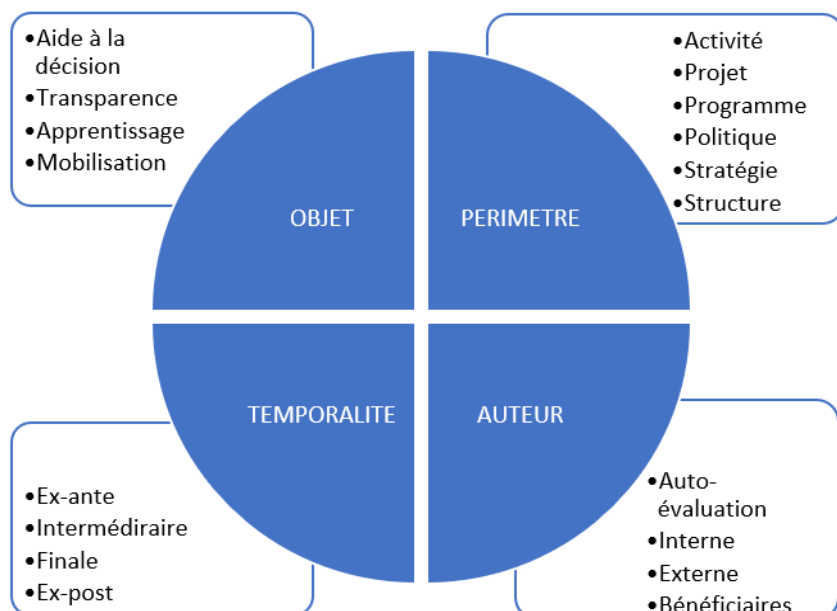 •Aide à la
décision
•Transparence
•Apprentissage
•Mobilisation
•Activité
•Projet
•Programme
•Politique
•Stratégie
•Structure
OBJET
PERIMETRE
TEMPORALITE
AUTEUR
•Ex-ante
•Intermédiraire
•Finale
•Ex-post
•Auto-
évaluation
•Interne
•Externe
•Bénéficiaires